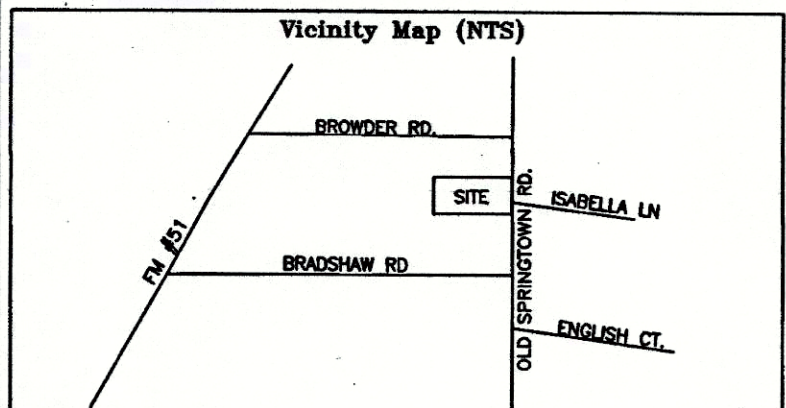 Vicinity Map (NTS)
BROWDER RD.
SITE
ISABELLA LN
OLD SPRINGTOWN RD.
FM #51
BRADSHAW RD
ENGLISH CT.